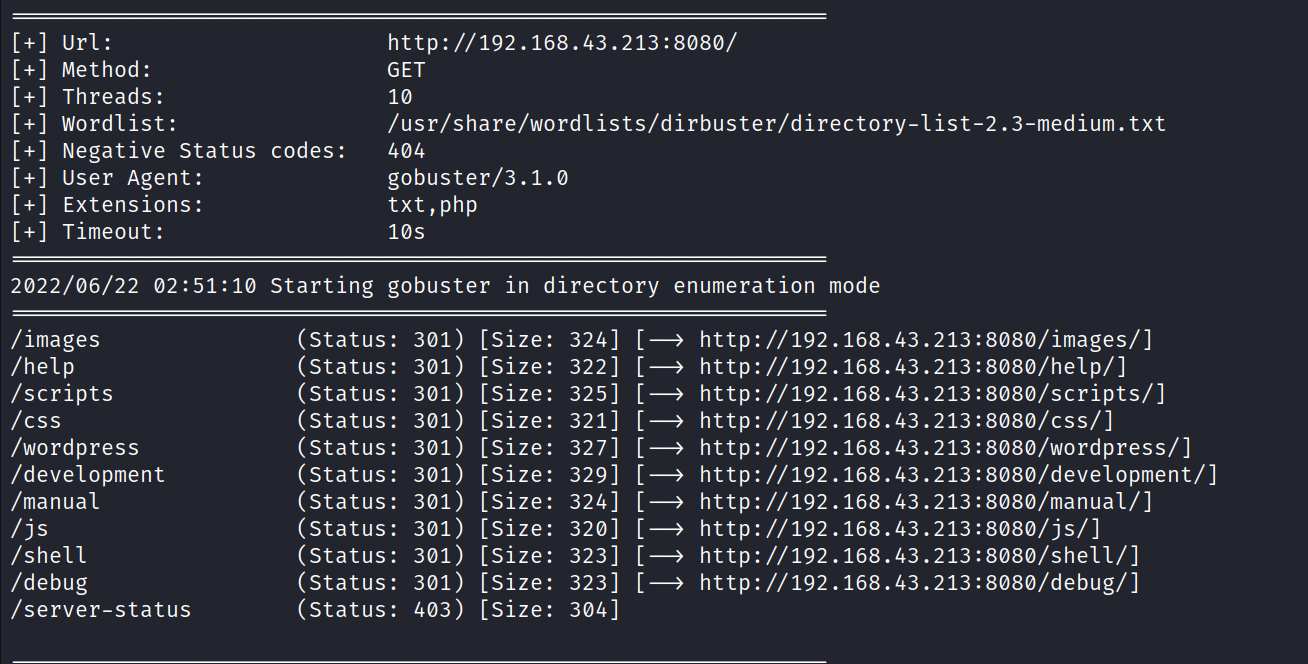 ===============================================================
[+] Url:                     http://192.168.43.213:8080/
[+] Method:                  GET
[+] Threads:                 10
[+] Wordlist:                /usr/share/wordlists/dirbuster/directory-list-2.3-medium.txt
[+] Negative Status codes:   404
[+] User Agent:              gobuster/3.1.0
[+] Extensions:              txt,php
[+] Timeout:                 10s
===============================================================
2022/06/22 02:51:10 Starting gobuster in directory enumeration mode
===============================================================
/images               (Status: 301) [Size: 324] [--> http://192.168.43.213:8080/images/]
/help                 (Status: 301) [Size: 322] [--> http://192.168.43.213:8080/help/]
/scripts              (Status: 301) [Size: 325] [--> http://192.168.43.213:8080/scripts/]
/css                  (Status: 301) [Size: 321] [--> http://192.168.43.213:8080/css/]
/wordpress            (Status: 301) [Size: 327] [--> http://192.168.43.213:8080/wordpress/]
/development          (Status: 301) [Size: 329] [--> http://192.168.43.213:8080/development/]
/manual               (Status: 301) [Size: 324] [--> http://192.168.43.213:8080/manual/]
/js                   (Status: 301) [Size: 320] [--> http://192.168.43.213:8080/js/]
/shell                (Status: 301) [Size: 323] [--> http://192.168.43.213:8080/shell/]
/debug                (Status: 301) [Size: 323] [--> http://192.168.43.213:8080/debug/]
/server-status        (Status: 403) [Size: 304]
===============================================================